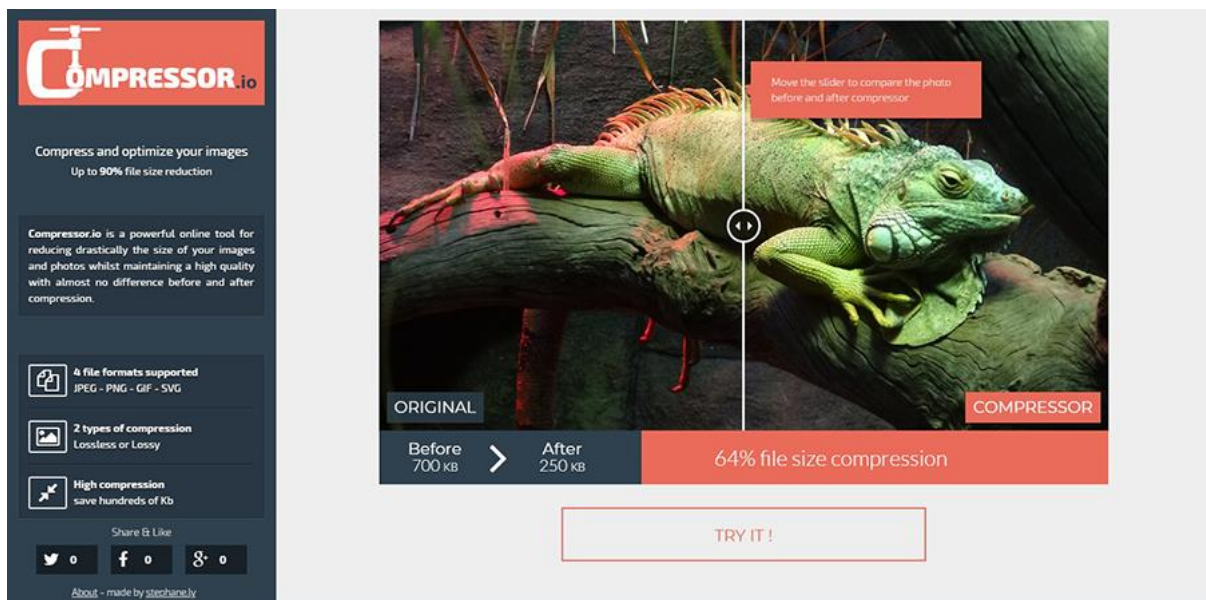 COMPRESSOR.io
Compress and optimize your images
Up to 90% file size reduction
Compressor.io is a powerful online tool for
reducing drastically the size of your images
and photos whilst maintaining a high quality
with almost no difference before and after
compression.
4 file formats supported
JPEG - PNG - GIF - SVG
2 types of compression
Lossless or Lossy
High compression
save hundreds of Kb
Share & Like
0
0
8+ 0
About - made by stephane.ly
Move the slider to compare the photo
before and after compressor
ORIGINAL
COMPRESSOR
Before
700 KB
After
250 KB
64% file size compression
TRY IT !